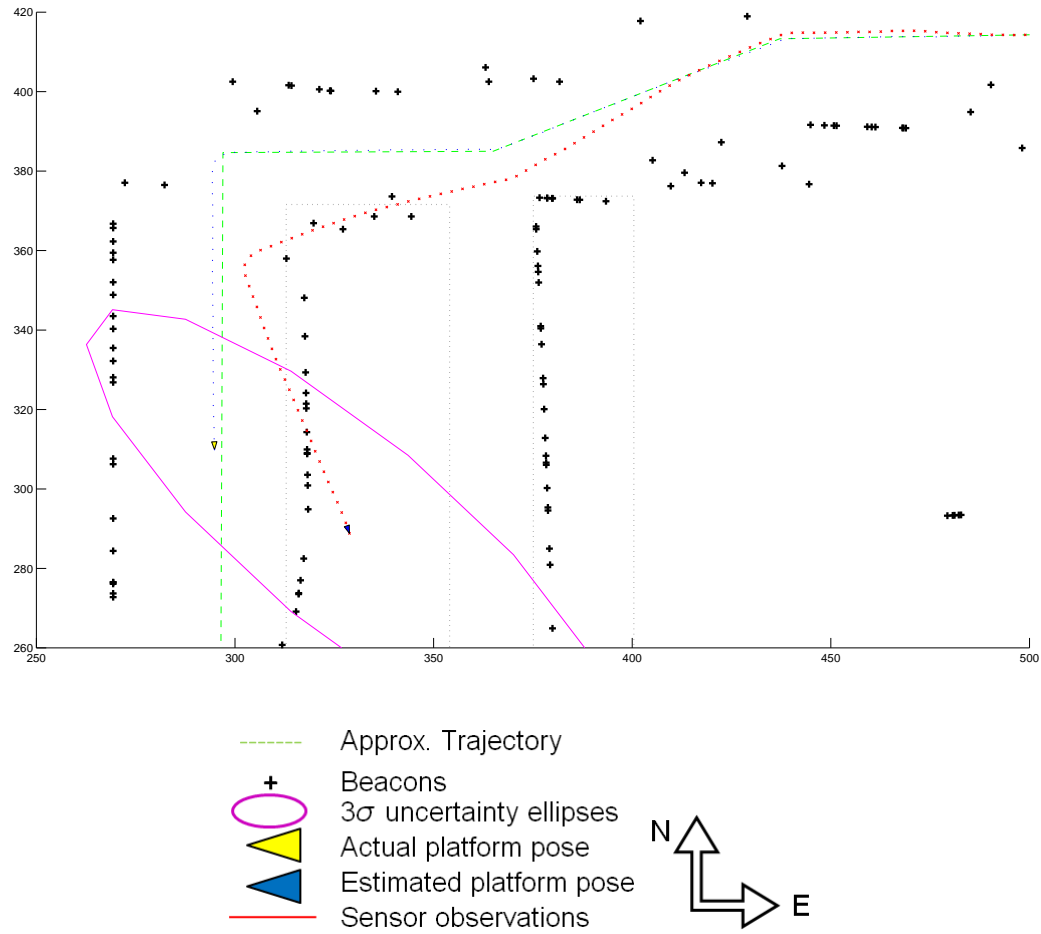 420
400
380
360
340
320
300
280
260
250
300
350
400
450
500
Approx. Trajectory
Beacons
3σ uncertainty ellipses
Actual platform pose
Estimated platform pose
Sensor observations
N
E